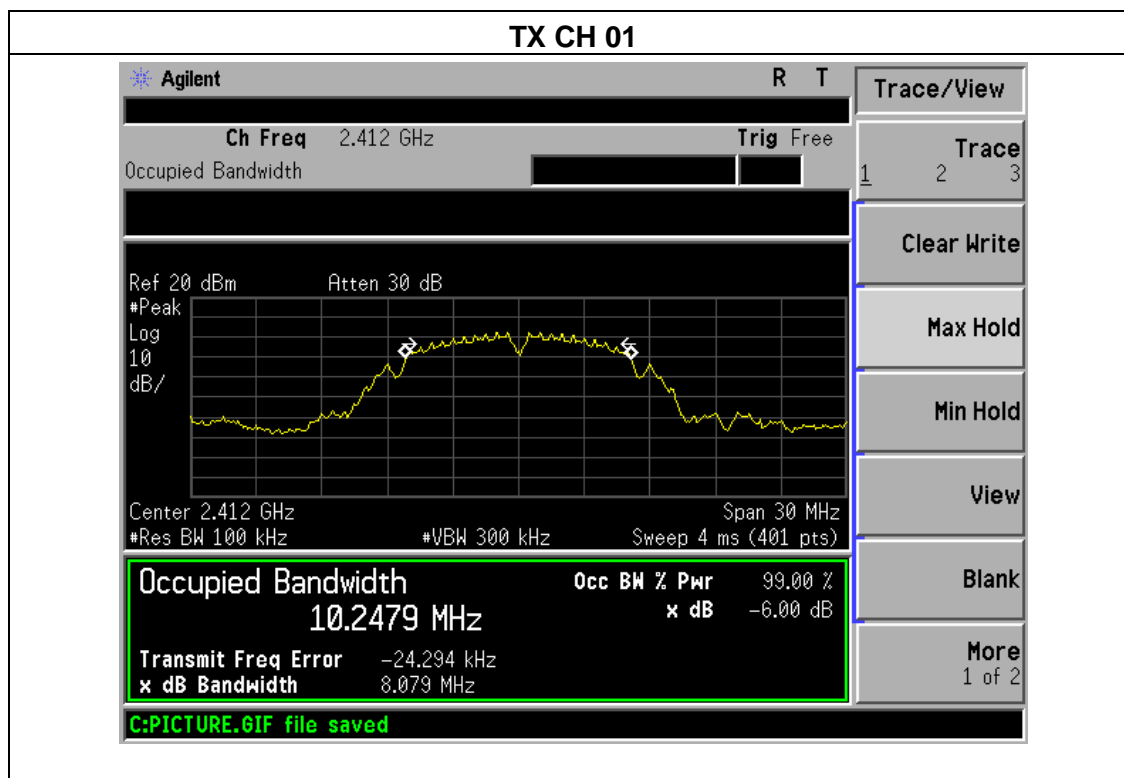 TX CH 01
Agilent R T
Trace/View
Ch Freq 2.412 GHz Trig Free
Occupied Bandwidth
Trace
1 2 3
Clear Write
Ref 20 dBm Atten 30 dB
#Peak
Log
10
dB/
Max Hold
Min Hold
View
Center 2.412 GHz Span 30 MHz
#Res BW 100 kHz #VBW 300 kHz Sweep 4 ms (401 pts)
Occupied Bandwidth Occ BW % Pwr 99.00 %
10.2479 MHz x dB -6.00 dB
Blank
Transmit Freq Error -24.294 kHz
x dB Bandwidth 8.079 MHz
More
1 of 2
C:PICTURE.GIF file saved